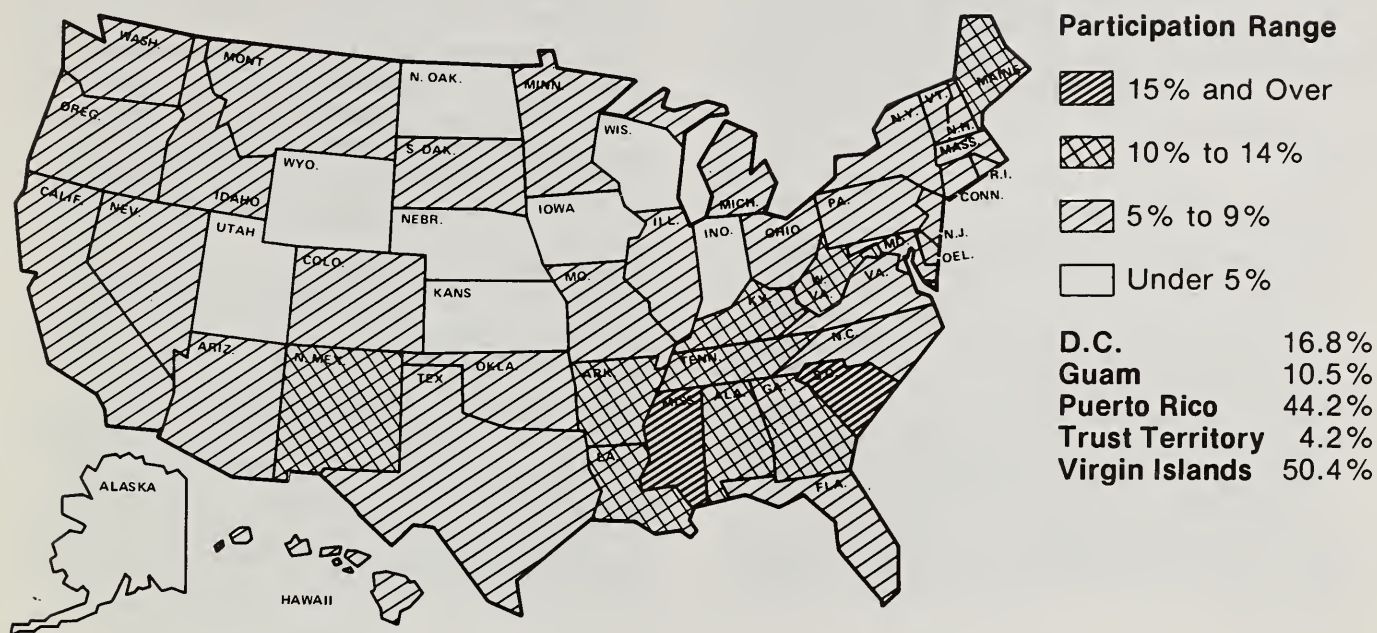 WASH.
MONT
N. OAK.
MINN.
MAINE
OREG.
VT.
N.Y.
N.H.
WIS.
MASS.
S. DAK.
WYO.
R.I.
IDAHO
MICH.
CONN.
CALIF.
NEV.
PA.
NEBR.
IOWA
ILL.
INO.
OHIO
UTAH
N.J.
MD.
OEL.
COLO.
MO.
W. VA.
VA.
KANS
KY.
N.C.
ARIZ.
N. MEX.
OKLA.
TENN.
TEX
ARK.
S.C.
MISS.
ALA.
GA.
LA.
FLA.
ALASKA
HAWAII
Participation Range
15% and Over
10% to 14%
5% to 9%
Under 5%
D.C. 16.8%
Guam 10.5%
Puerto Rico 44.2%
Trust Territory 4.2%
Virgin Islands 50.4%